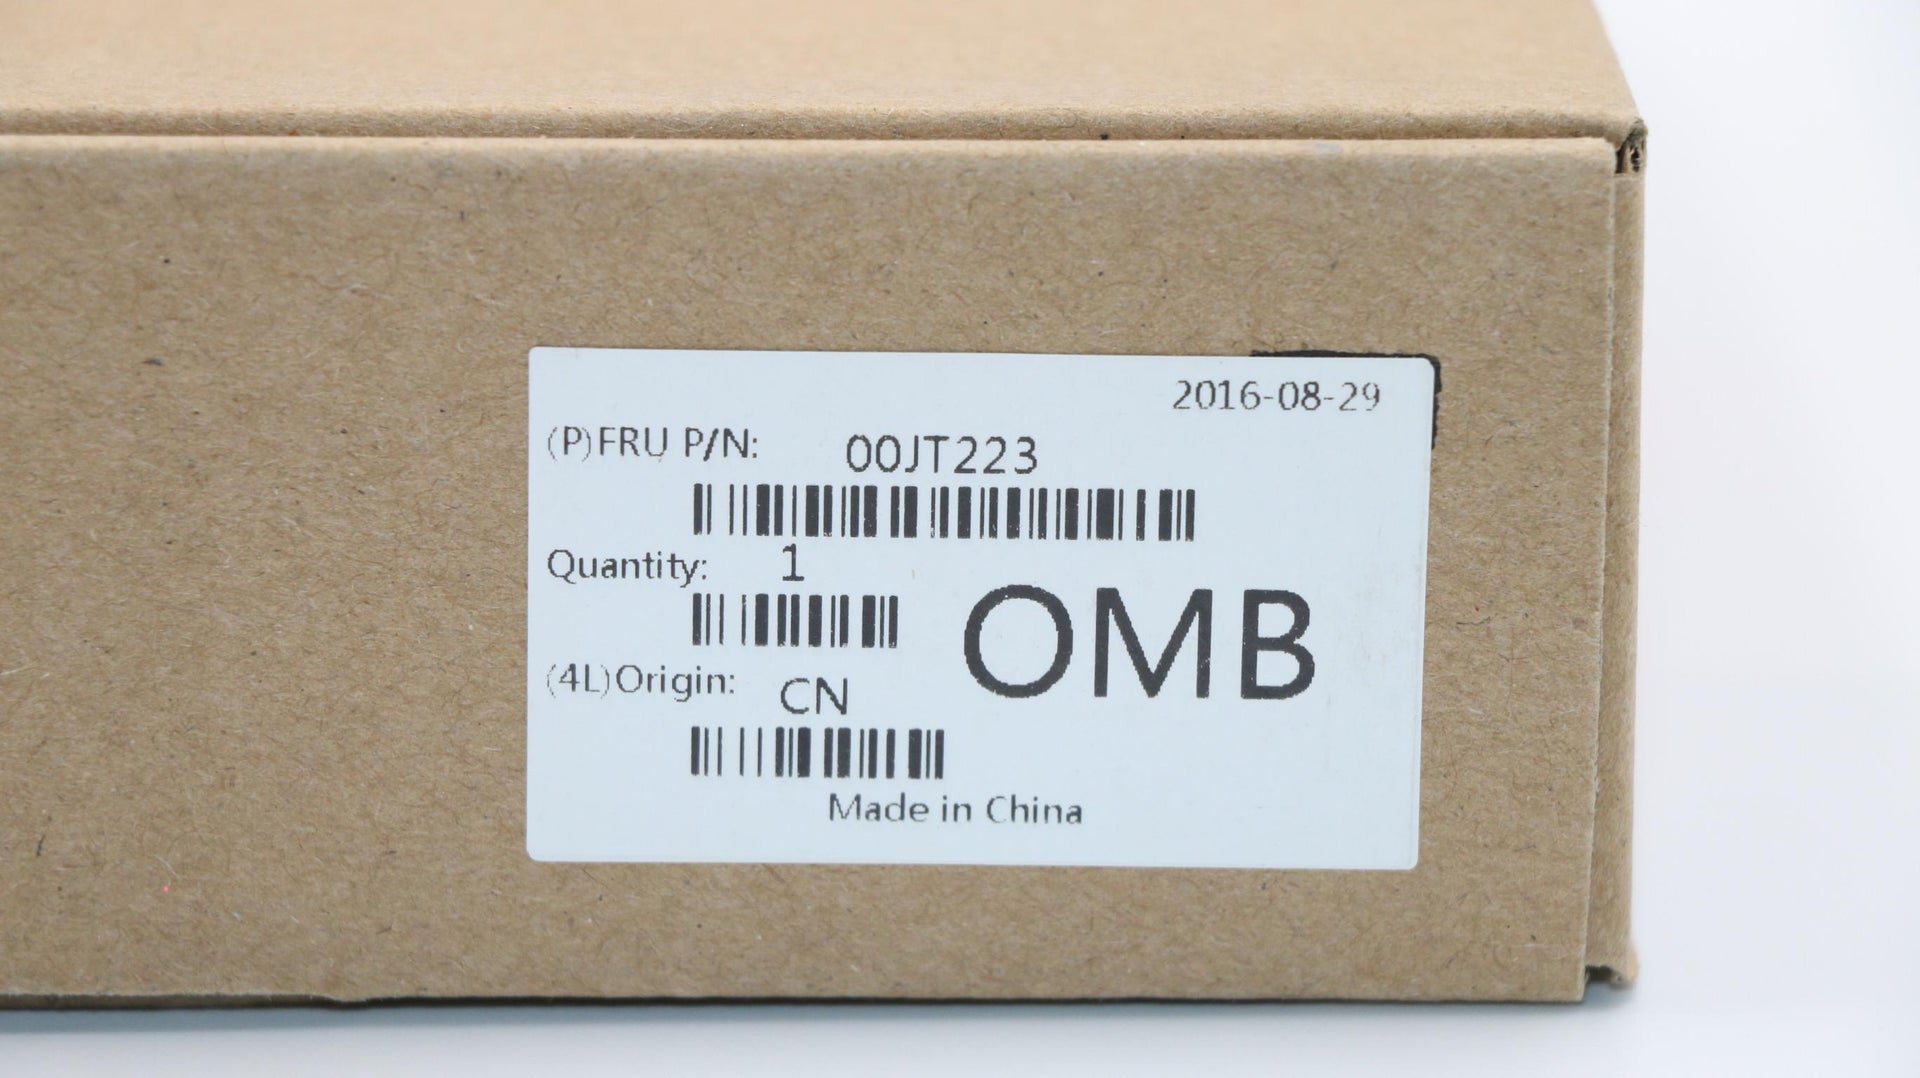 2016-08-29
(P)FRU P/N: 00JT223
Quantity: 1
OMB
(4L)Origin: CN
Made in China